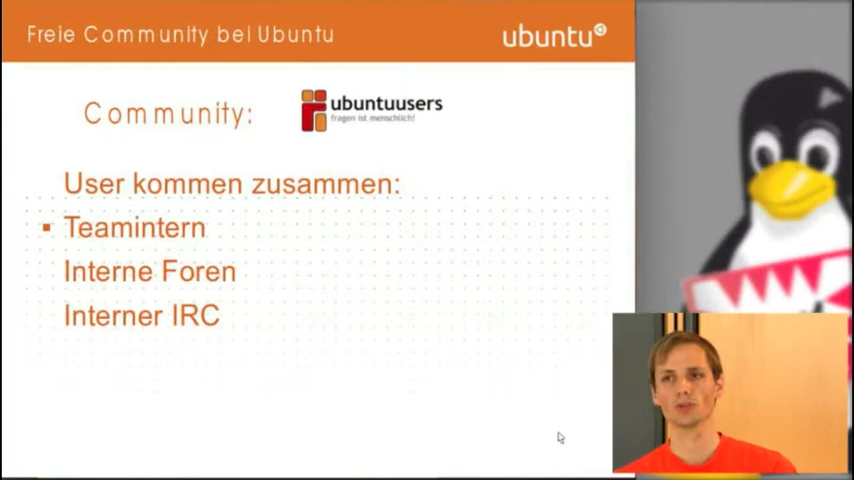 Freie Community bei Ubuntu
ubuntu
Community:
ubuntuusers
fragen ist menschlich!
User kommen zusammen:
Teamintern
Interne Foren
Interner IRC